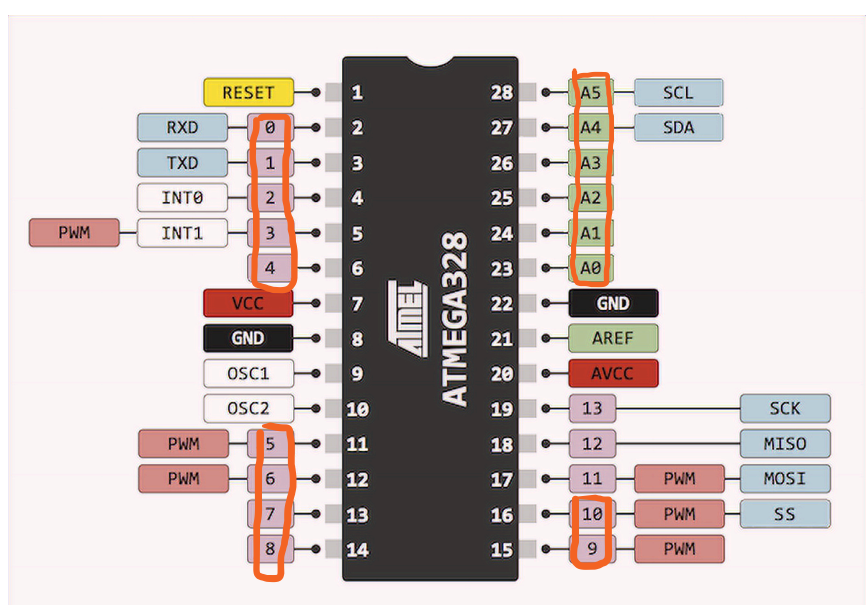 RESET 1 28 A5 SCL
RXD 0 2 27 A4 SDA
TXD 1 3 26 A3
INT0 2 4 25 A2
PWM INT1 3 5 24 A1
4 6 23 A0
VCC 7 22 GND
GND 8 21 AREF
OSC1 9 20 AVCC
OSC2 10 19 13 SCK
PWM 5 11 18 12 MISO
PWM 6 12 17 11 PWM MOSI
7 13 16 10 PWM SS
8 14 15 9 PWM
ATMEL
ATMEGA328